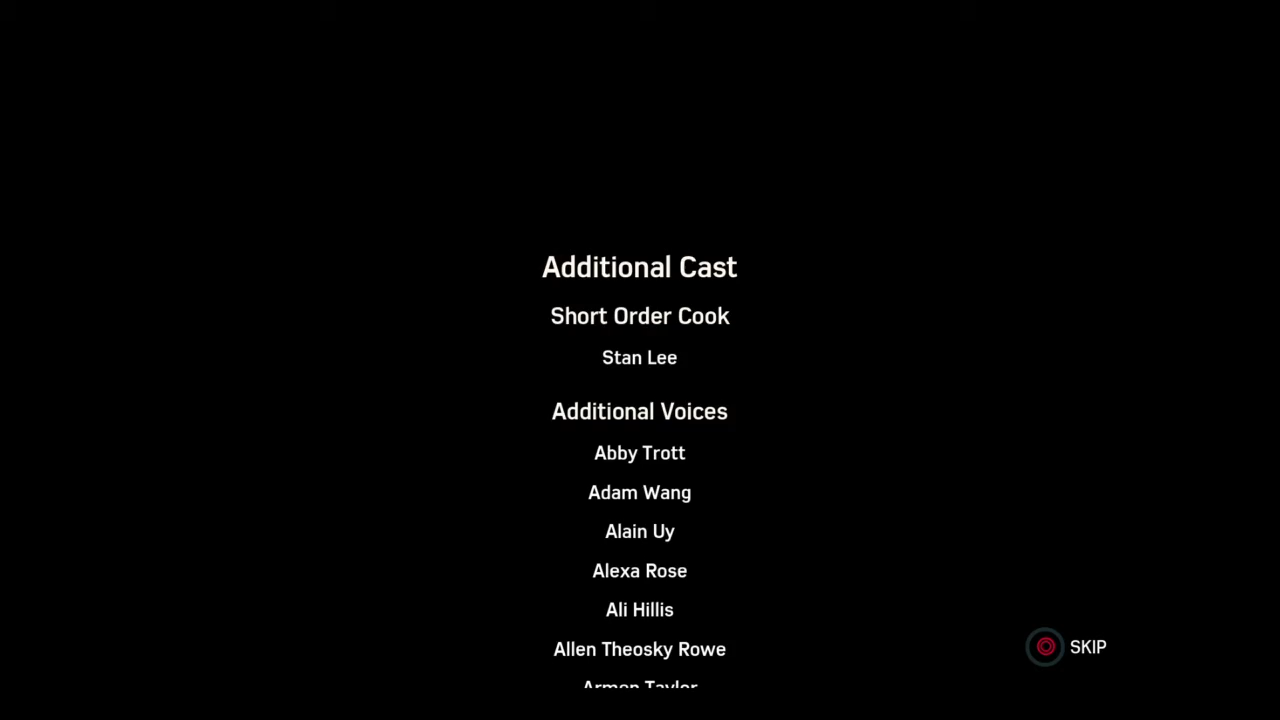 Additional Cast
Short Order Cook
Stan Lee
Additional Voices
Abby Trott
Adam Wang
Alain Uy
Alexa Rose
Ali Hillis
Allen Theosky Rowe
SKIP